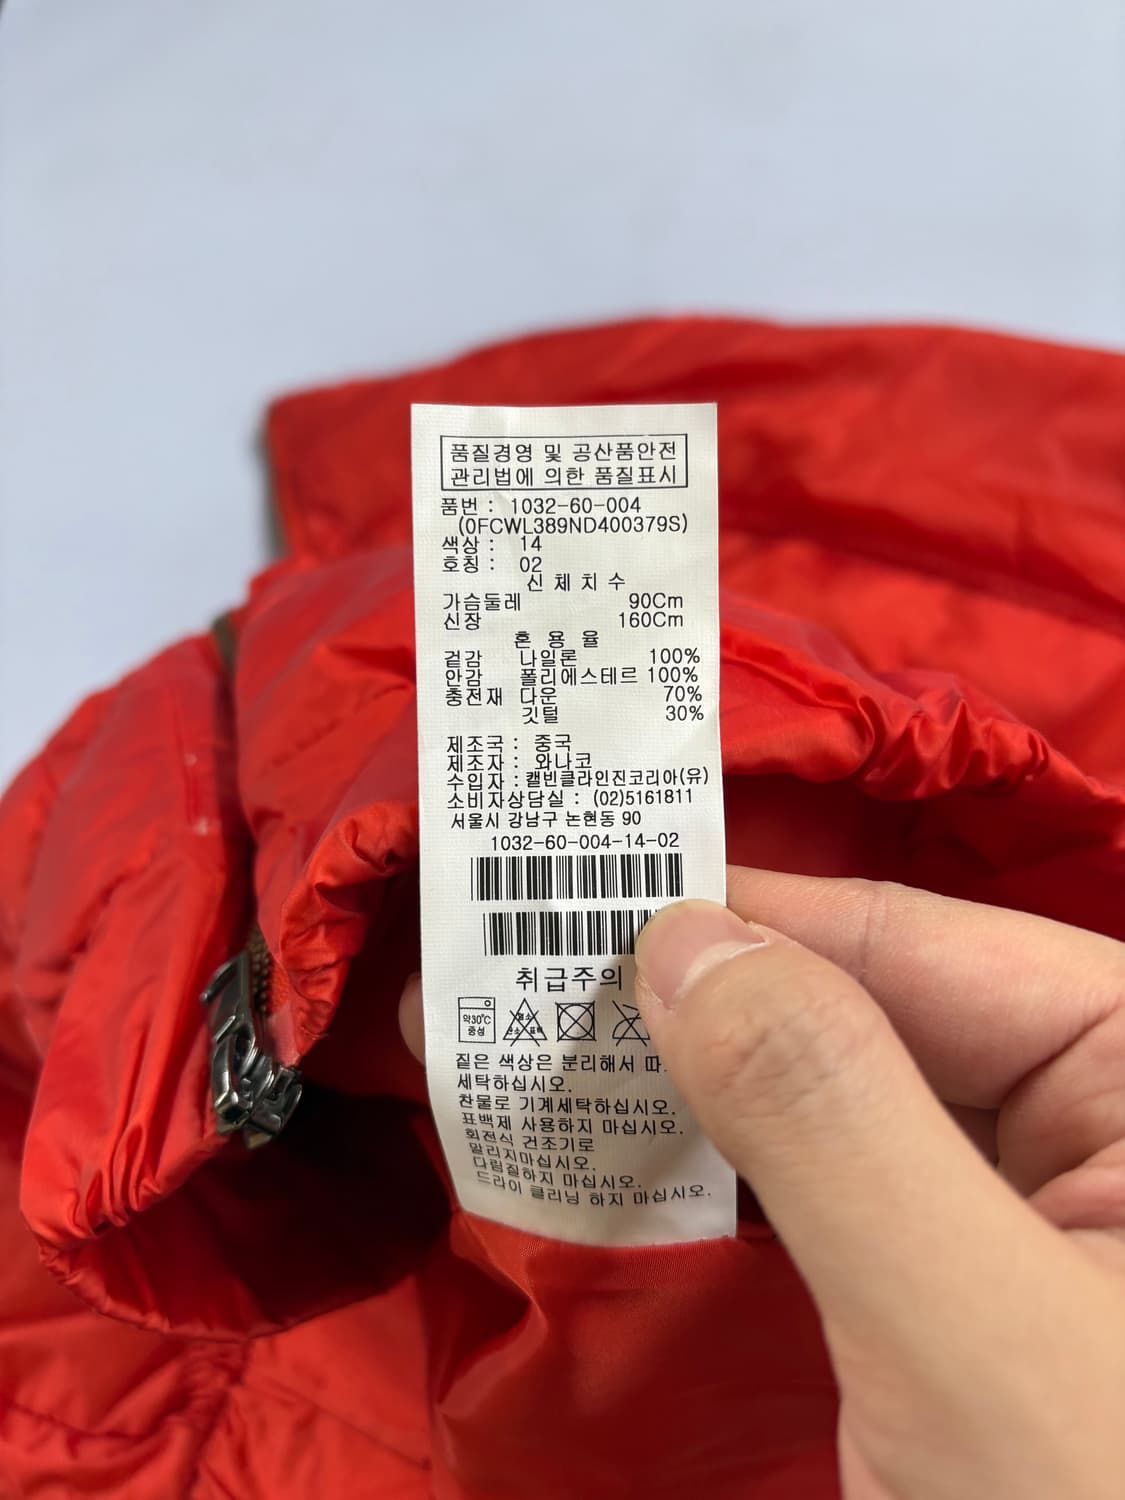 품질경영 및 공산품안전
관리법에 의한 품질표시
품번 : 1032-60-004
(0FCWL389ND400379S)
색상 : 14
호칭 : 02
신 체 치 수
가슴둘레 90Cm
신장 160Cm
혼 용 율
겉감 나일론 100%
안감 폴리에스테르 100%
충전재 다운 70%
깃털 30%
제조국 : 중국
제조자 : 와나코
수입자 : 캘빈클라인진코리아(유)
소비자상담실 : (02)5161811
서울시 강남구 논현동 90
1032-60-004-14-02
취급주의
약30℃
중성
짙은 색상은 분리해서 따
세탁하십시오.
찬물로 기계세탁하십시오.
표백제 사용하지 마십시오.
회전식 건조기로
말리지마십시오.
다림질하지 마십시오.
드라이 클리닝 하지 마십시오.